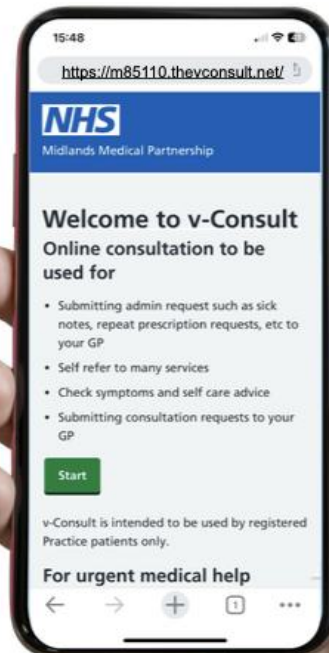 15:48
https://m85110.thevconsult.net/
NHS
Midlands Medical Partnership
Welcome to v-Consult
Online consultation to be
used for
• Submitting admin request such as sick
notes, repeat prescription requests, etc to
your GP
• Self refer to many services
• Check symptoms and self care advice
• Submitting consultation requests to your
GP
Start
v-Consult is intended to be used by registered
Practice patients only.
For urgent medical help
1